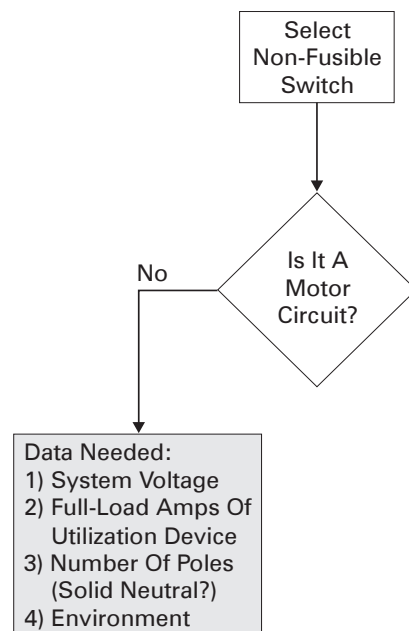 Select
Non-Fusible
Switch
Is It A
Motor
Circuit?
No
Data Needed:
1) System Voltage
2) Full-Load Amps Of
Utilization Device
3) Number Of Poles
(Solid Neutral?)
4) Environment